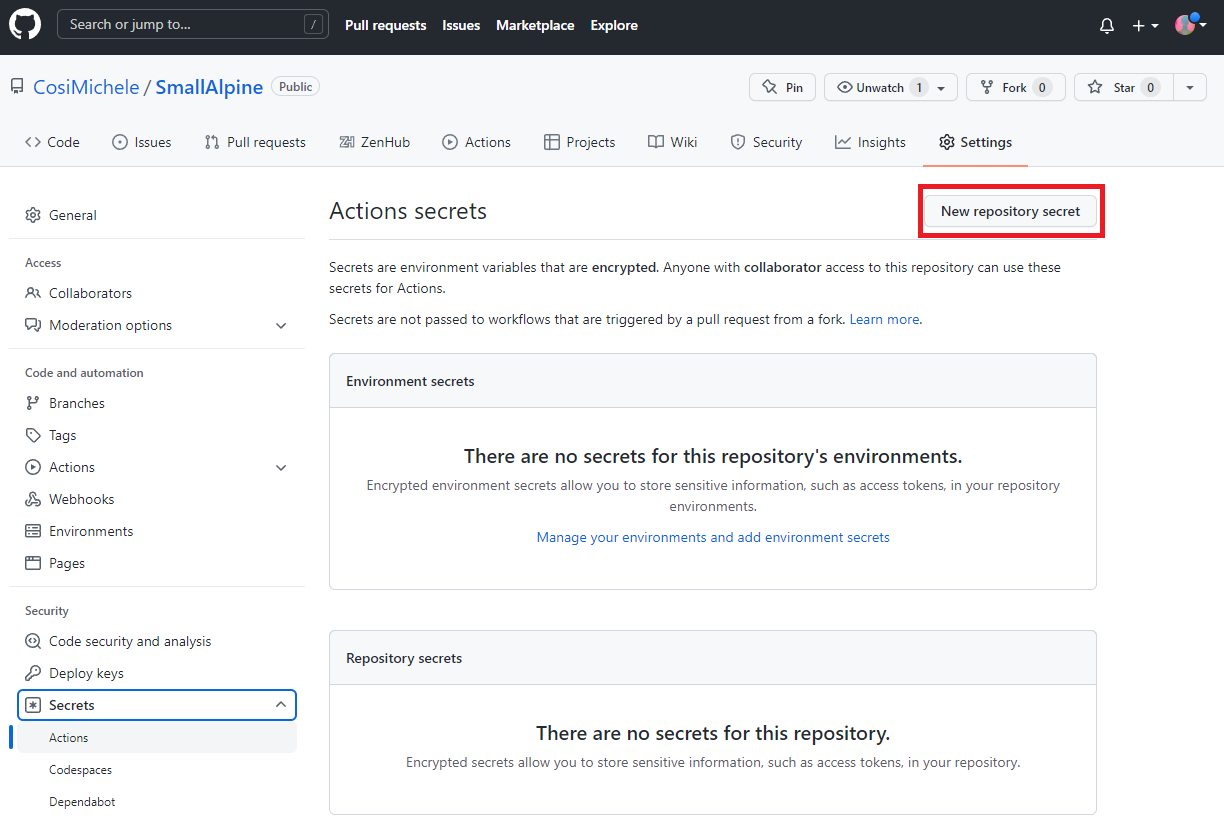 Search or jump to... / Pull requests Issues Marketplace Explore
CosiMichele / SmallAlpine Public Pin Unwatch 1 Fork 0 Star 0
Code Issues Pull requests ZenHub Actions Projects Wiki Security Insights Settings
General
Access
Collaborators
Moderation options
Code and automation
Branches
Tags
Actions
Webhooks
Environments
Pages
Security
Code security and analysis
Deploy keys
Secrets
Actions
Codespaces
Dependabot
Actions secrets
New repository secret
Secrets are environment variables that are encrypted. Anyone with collaborator access to this repository can use these
secrets for Actions.
Secrets are not passed to workflows that are triggered by a pull request from a fork. Learn more.
Environment secrets
There are no secrets for this repository's environments.
Encrypted environment secrets allow you to store sensitive information, such as access tokens, in your repository
environments.
Manage your environments and add environment secrets
Repository secrets
There are no secrets for this repository.
Encrypted secrets allow you to store sensitive information, such as access tokens, in your repository.